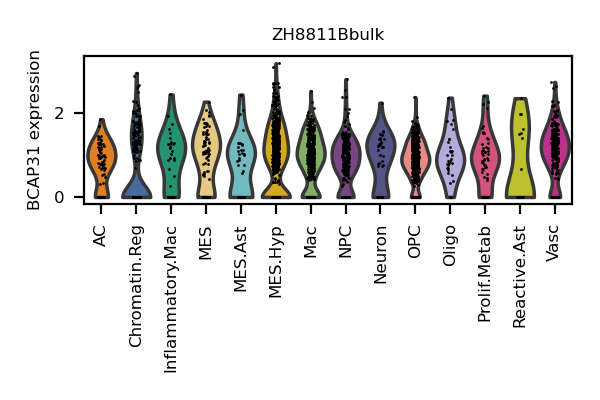 ZH8811Bbulk
BCAP31 expression
2
0
AC
Chromatin.Reg
Inflammatory.Mac
MES
MES.Ast
MES.Hyp
Mac
NPC
Neuron
OPC
Oligo
Prolif.Metab
Reactive.Ast
Vasc